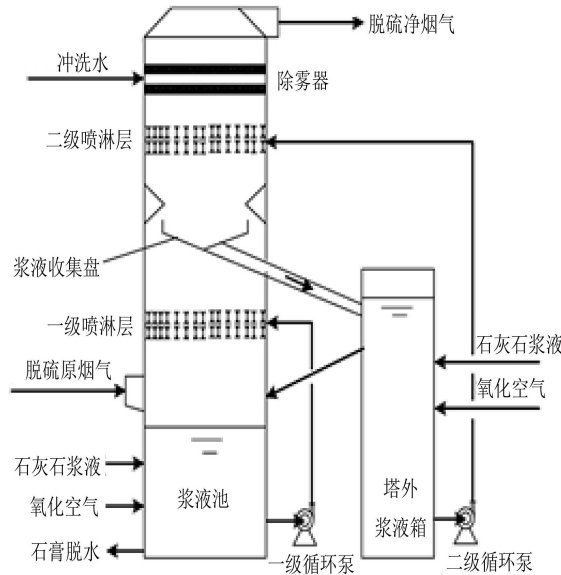 脱硫净烟气
冲洗水
除雾器
二级喷淋层
浆液收集盘
一级喷淋层
石灰石浆液
脱硫原烟气
氧化空气
石灰石浆液
浆液池
塔外
浆液箱
氧化空气
石膏脱水
一级循环泵
二级循环泵